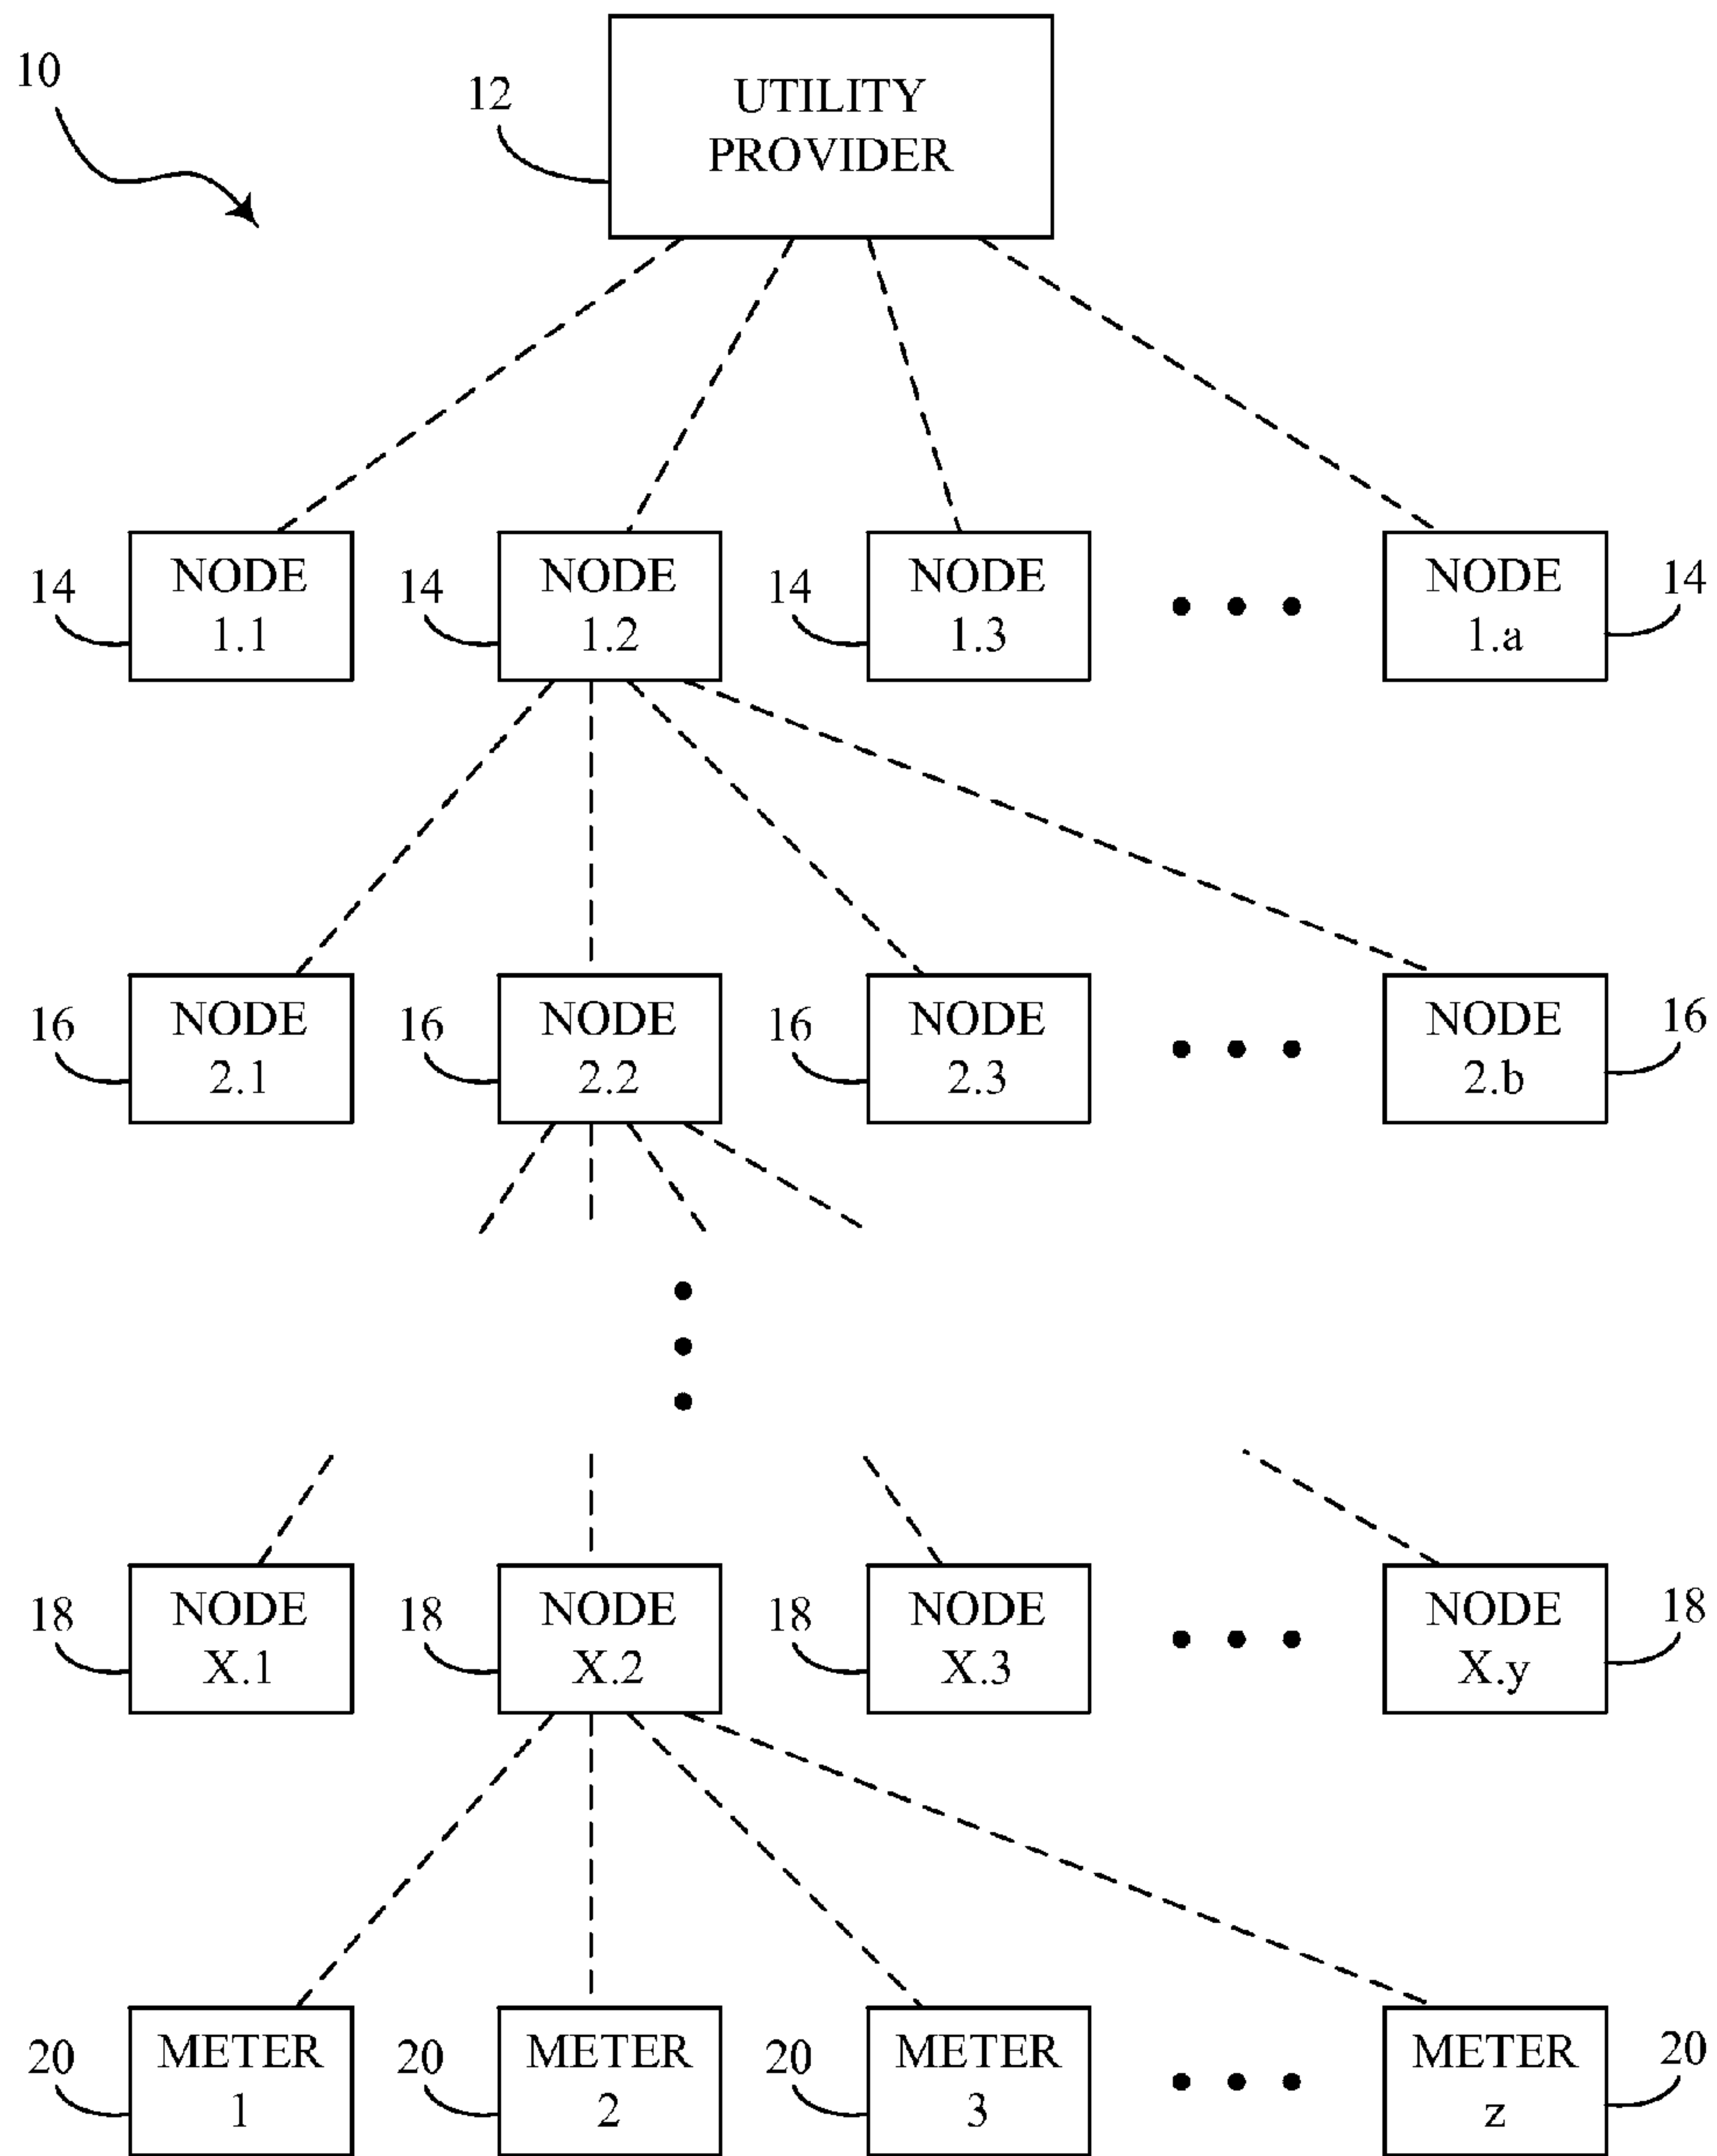 10
12
UTILITY
PROVIDER
14
NODE
1.1
14
NODE
1.2
14
NODE
1.3
NODE
1.a
14
16
NODE
2.1
16
NODE
2.2
16
NODE
2.3
NODE
2.b
16
18
NODE
X.1
18
NODE
X.2
18
NODE
X.3
NODE
X.y
18
20
METER
1
20
METER
2
20
METER
3
METER
z
20